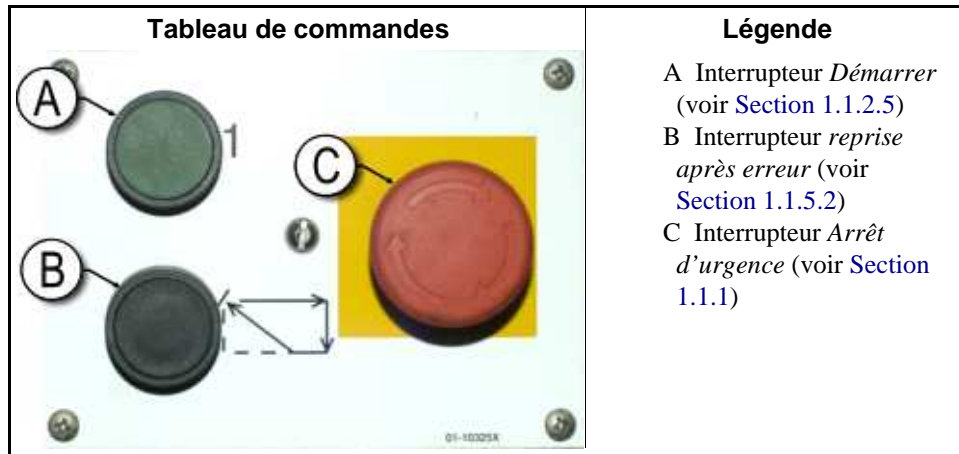 Tableau de commandes
Légende
A
1
C
B
01-10325X
A Interrupteur Démarrer
(voir Section 1.1.2.5)
B Interrupteur reprise
après erreur (voir
Section 1.1.5.2)
C Interrupteur Arrêt
d'urgence (voir Section
1.1.1)